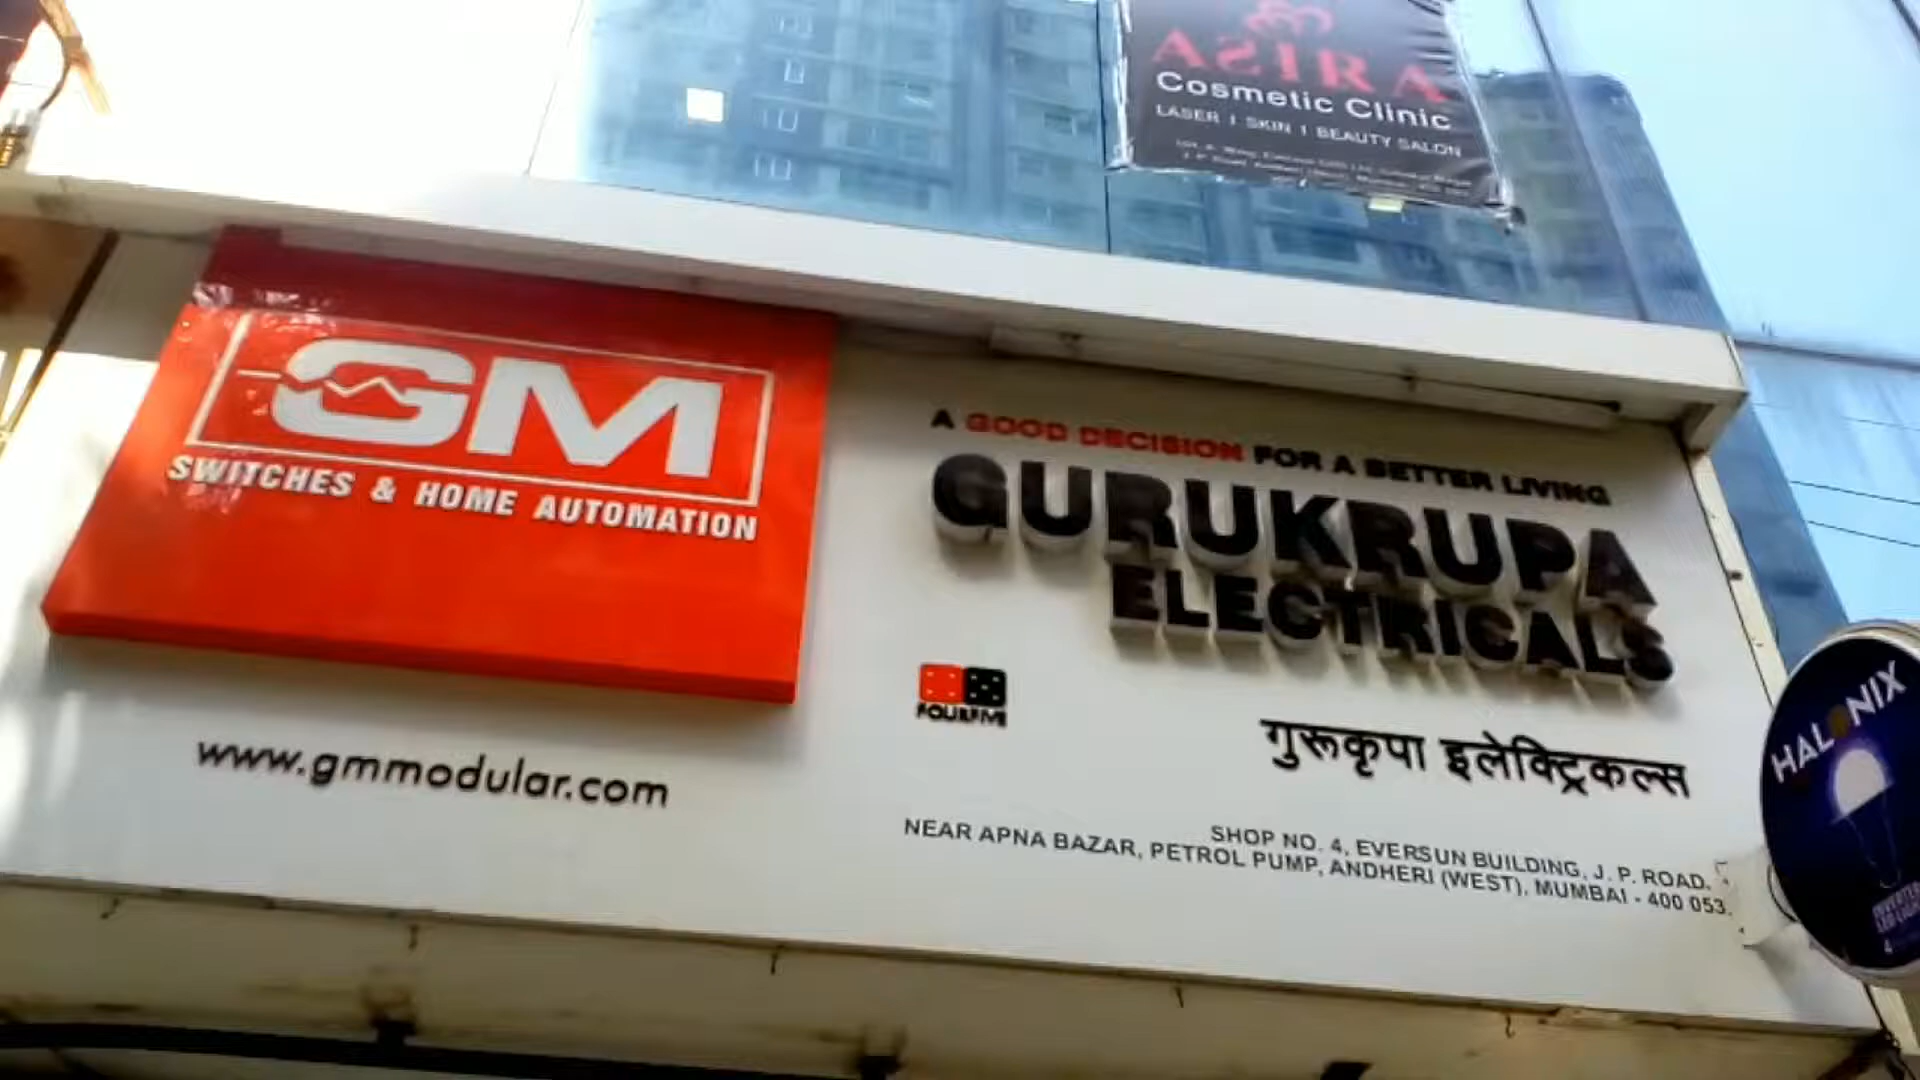 ASIRA
Cosmetic Clinic
LASER | SKIN | BEAUTY SALON
GM
SWITCHES & HOME AUTOMATION
www.gmmodular.com
A GOOD DECISION FOR A BETTER LIVING
GURUKRUPA
ELECTRICALS
FOURFIVE
गुरूकृपा इलेक्ट्रिकल्स
SHOP NO. 4, EVERSUN BUILDING, J. P. ROAD,
NEAR APNA BAZAR, PETROL PUMP, ANDHERI (WEST), MUMBAI - 400 053.
HALONIX
INVERTER